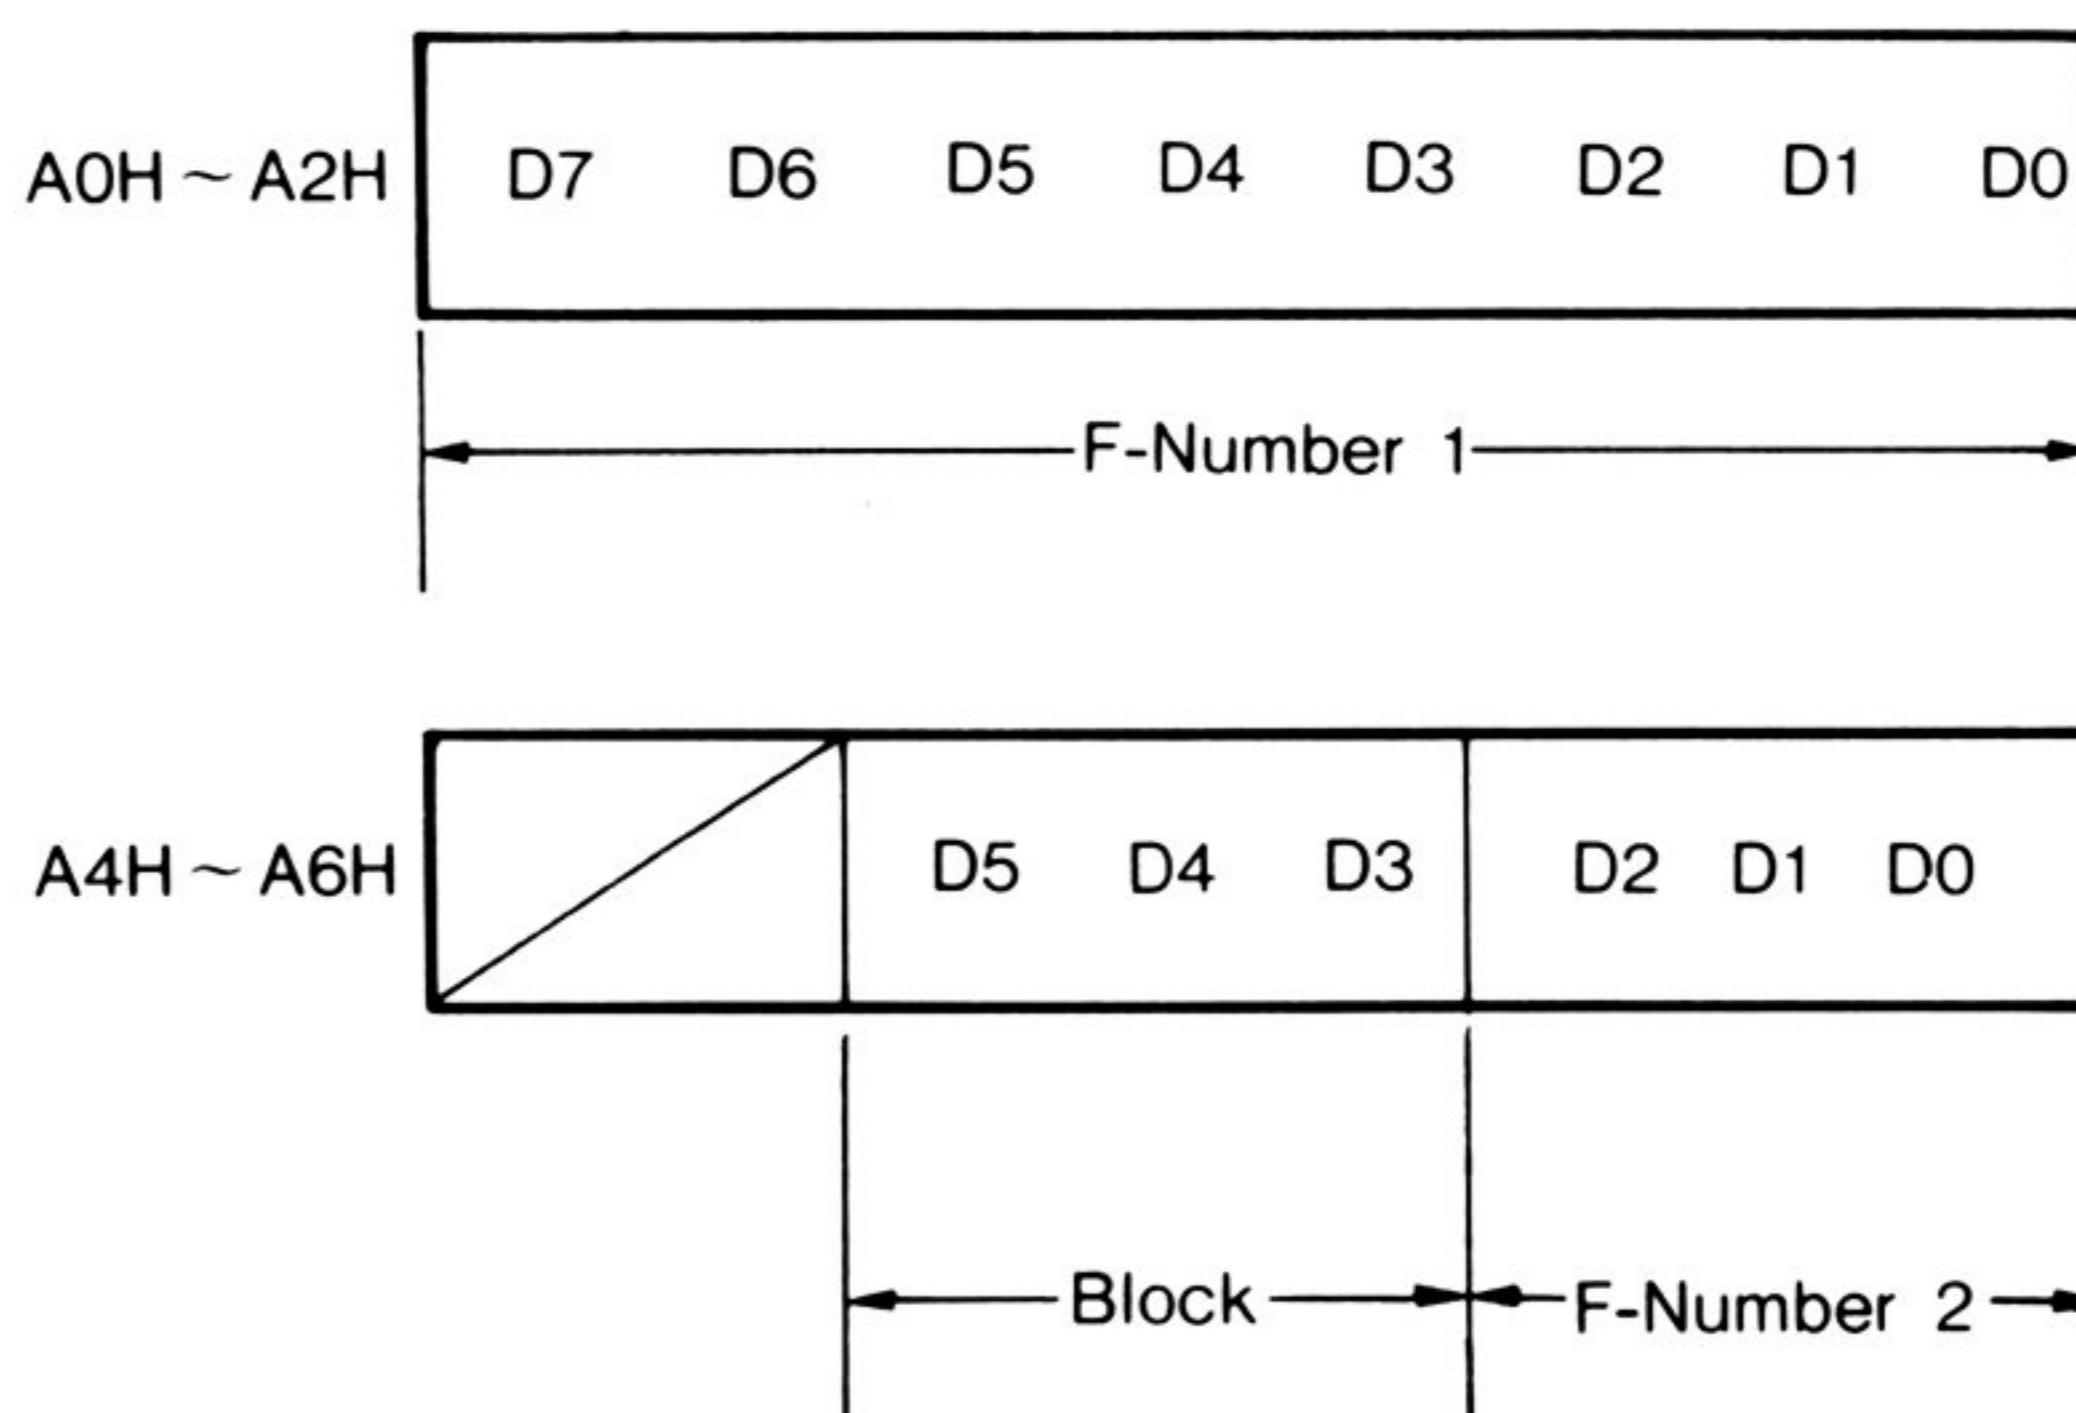 A0H ~ A2H D7 D6 D5 D4 D3 D2 D1 D0
F-Number 1
A4H ~ A6H D5 D4 D3 D2 D1 D0
Block F-Number 2